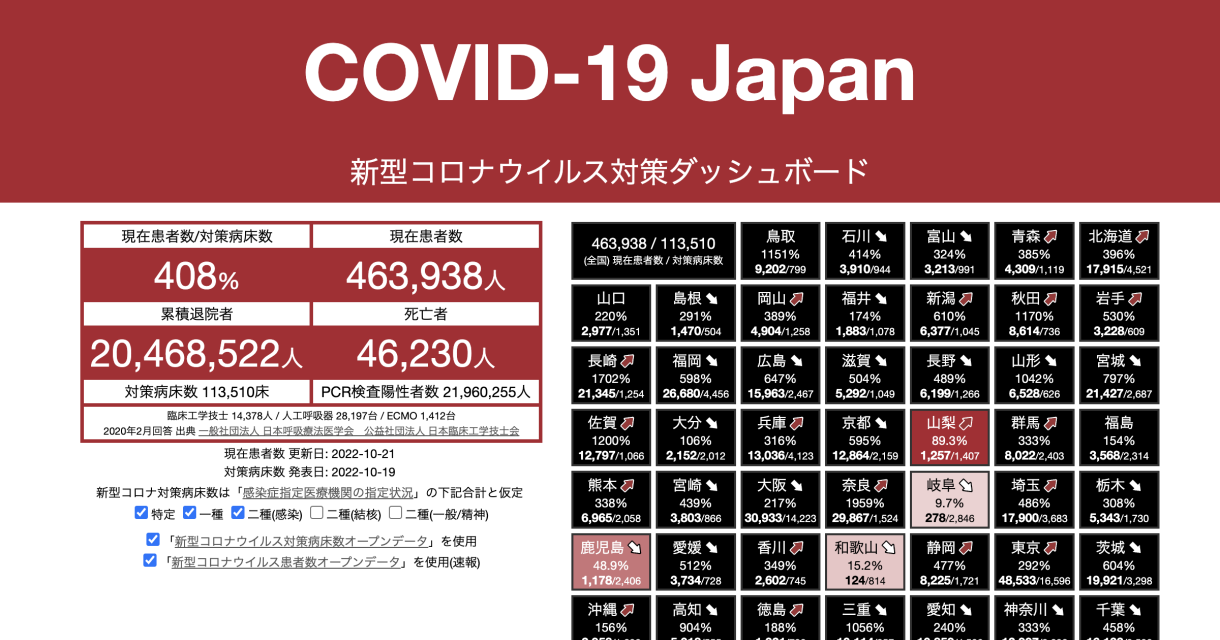 COVID-19 Japan
新型コロナウイルス対策ダッシュボード
現在患者数/対策病床数
現在患者数
408%
463,938人
累積退院者
死亡者
20,468,522人
46,230人
対策病床数 113,510床
PCR検査陽性者数 21,960,255人
臨床工学技士 14,378人 / 人工呼吸器 28,197台 / ECMO 1,412台
2020年2月回答 出典 一般社団法人 日本呼吸療法医学会　公益社団法人 日本臨床工学技士会
現在患者数 更新日: 2022-10-21
対策病床数 発表日: 2022-10-19
新型コロナ対策病床数は「感染症指定医療機関の指定状況」の下記合計と仮定
特定 一種 二種(感染) 二種(結核) 二種(一般/精神)
「新型コロナウイルス対策病床数オープンデータ」を使用
「新型コロナウイルス患者数オープンデータ」を使用(速報)
463,938 / 113,510
(全国) 現在患者数 / 対策病床数
鳥取
1151%
9,202/799
石川
414%
3,910/944
富山
324%
3,213/991
青森
385%
4,309/1,119
北海道
396%
17,915/4,521
山口
220%
2,977/1,351
島根
291%
1,470/504
岡山
389%
4,904/1,258
福井
174%
1,883/1,078
新潟
610%
6,377/1,045
秋田
1170%
8,614/736
岩手
530%
3,228/609
長崎
1702%
21,345/1,254
福岡
598%
26,680/4,456
広島
647%
15,963/2,467
滋賀
504%
5,292/1,049
長野
489%
6,199/1,266
山形
1042%
6,528/626
宮城
797%
21,427/2,687
佐賀
1200%
12,797/1,066
大分
106%
2,152/2,012
兵庫
316%
13,036/4,123
京都
595%
12,864/2,159
山梨
89.3%
1,257/1,407
群馬
333%
8,022/2,403
福島
154%
3,568/2,314
熊本
338%
6,965/2,058
宮崎
439%
3,803/866
大阪
217%
30,933/14,223
奈良
1959%
29,867/1,524
岐阜
9.7%
278/2,846
埼玉
486%
17,900/3,683
栃木
308%
5,343/1,730
鹿児島
48.9%
1,178/2,406
愛媛
512%
3,734/728
香川
349%
2,602/745
和歌山
15.2%
124/814
静岡
477%
8,225/1,721
東京
292%
48,533/16,596
茨城
604%
19,921/3,298
沖縄
156%
高知
904%
徳島
188%
三重
1056%
愛知
240%
神奈川
333%
千葉
458%